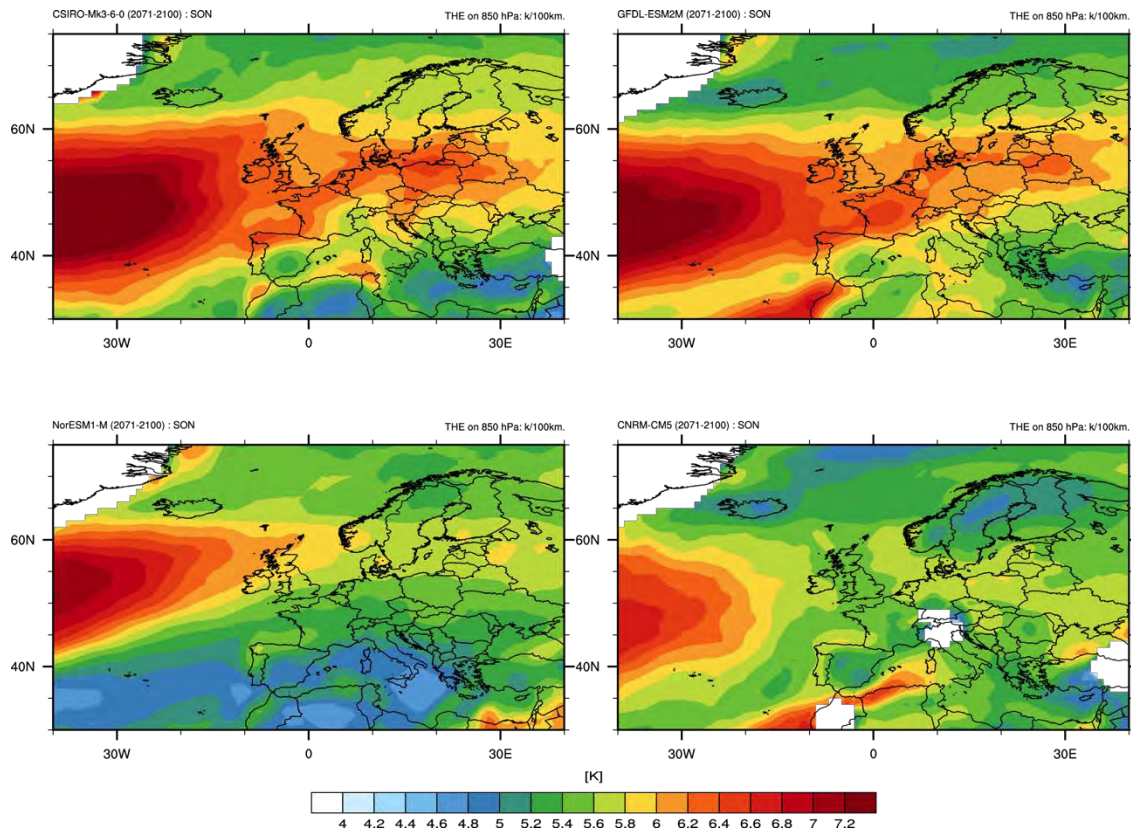 CSIRO-Mk3-6-0 (2071-2100) : SON THE on 850 hPa: k/100km.
GFDL-ESM2M (2071-2100) : SON THE on 850 hPa: k/100km.
60N
60N
40N
40N
30W 0 30E
30W 0 30E
NorESM1-M (2071-2100) : SON THE on 850 hPa: k/100km.
CNRM-CM5 (2071-2100) : SON THE on 850 hPa: k/100km.
60N
60N
40N
40N
30W 0 30E
30W 0 30E
[K]
4 4.2 4.4 4.6 4.8 5 5.2 5.4 5.6 5.8 6 6.2 6.4 6.6 6.8 7 7.2